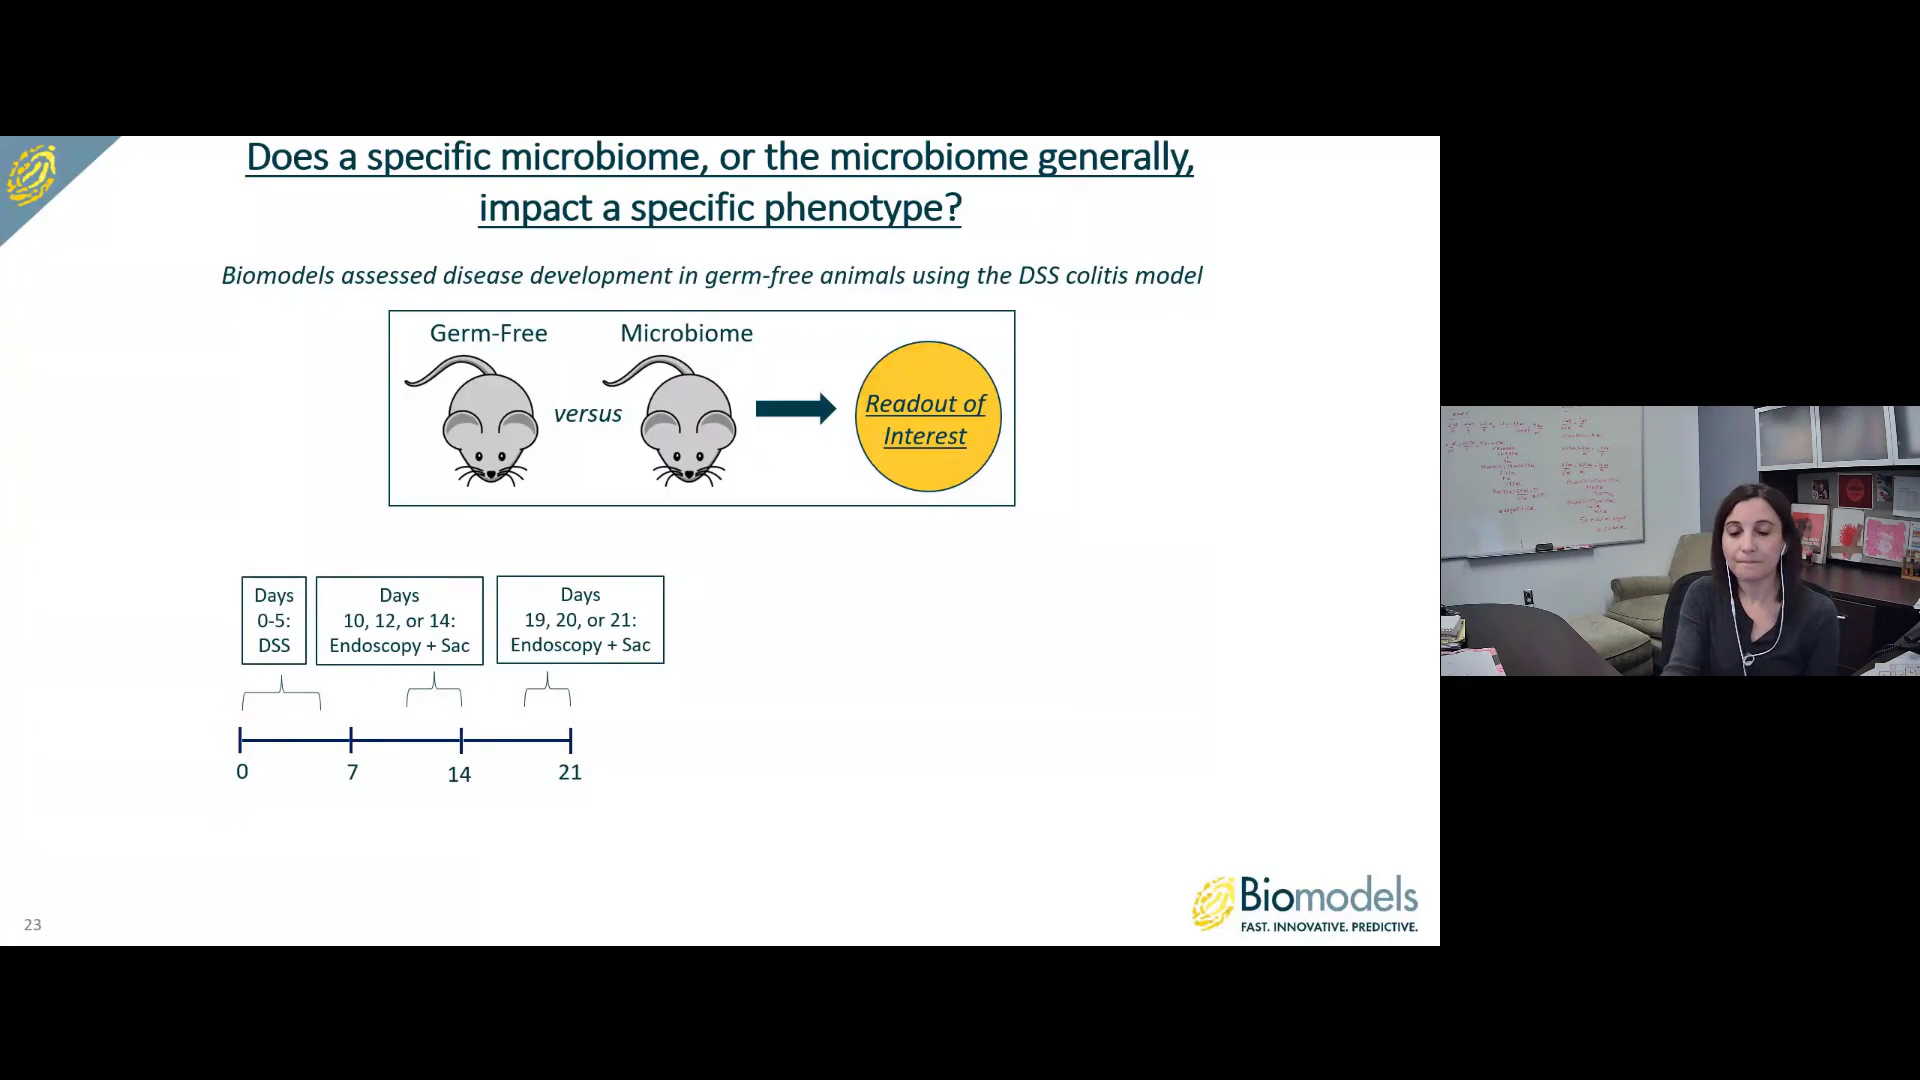 Does a specific microbiome, or the microbiome generally,
impact a specific phenotype?
Biomodels assessed disease development in germ-free animals using the DSS colitis model
Germ-Free
Microbiome
versus
Readout of
Interest
Days
0-5:
DSS
Days
10, 12, or 14:
Endoscopy + Sac
Days
19, 20, or 21:
Endoscopy + Sac
0
7
14
21
23
Biomodels
FAST. INNOVATIVE. PREDICTIVE.